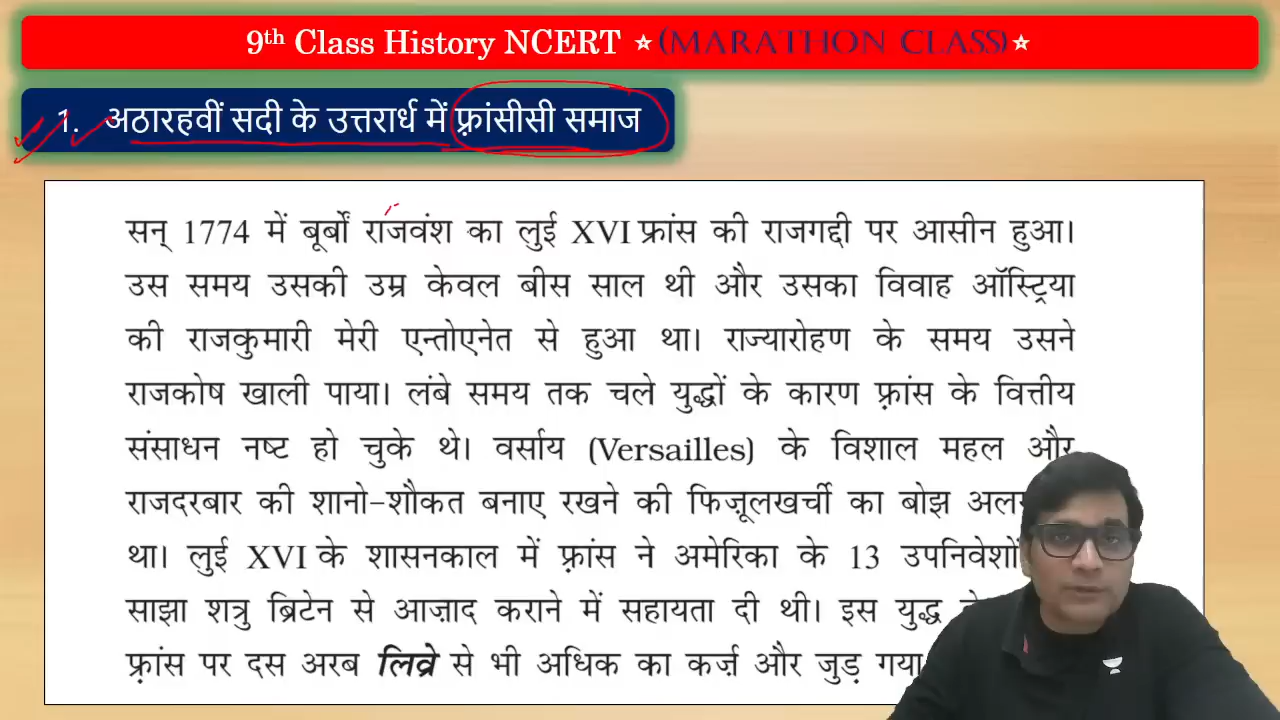 9th Class History NCERT ★(MARATHON CLASS)★
1. अठारहवीं सदी के उत्तरार्ध में फ़्रांसीसी समाज
सन् 1774 में बूर्बों राजवंश का लुई XVI फ्रांस की राजगद्दी पर आसीन हुआ।
उस समय उसकी उम्र केवल बीस साल थी और उसका विवाह ऑस्ट्रिया
की राजकुमारी मेरी एन्तोएनेत से हुआ था। राज्यारोहण के समय उसने
राजकोष खाली पाया। लंबे समय तक चले युद्धों के कारण फ़्रांस के वित्तीय
संसाधन नष्ट हो चुके थे। वर्साय (Versailles) के विशाल महल और
राजदरबार की शानो-शौकत बनाए रखने की फिज़ूलखर्ची का बोझ
था। लुई XVI के शासनकाल में फ़्रांस ने अमेरिका के 13 उपनिवेशों
साझा शत्रु ब्रिटेन से आज़ाद कराने में सहायता दी थी। इस युद्ध
फ़्रांस पर दस अरब लिव्रे से भी अधिक का कर्ज़ और जुड़ गया